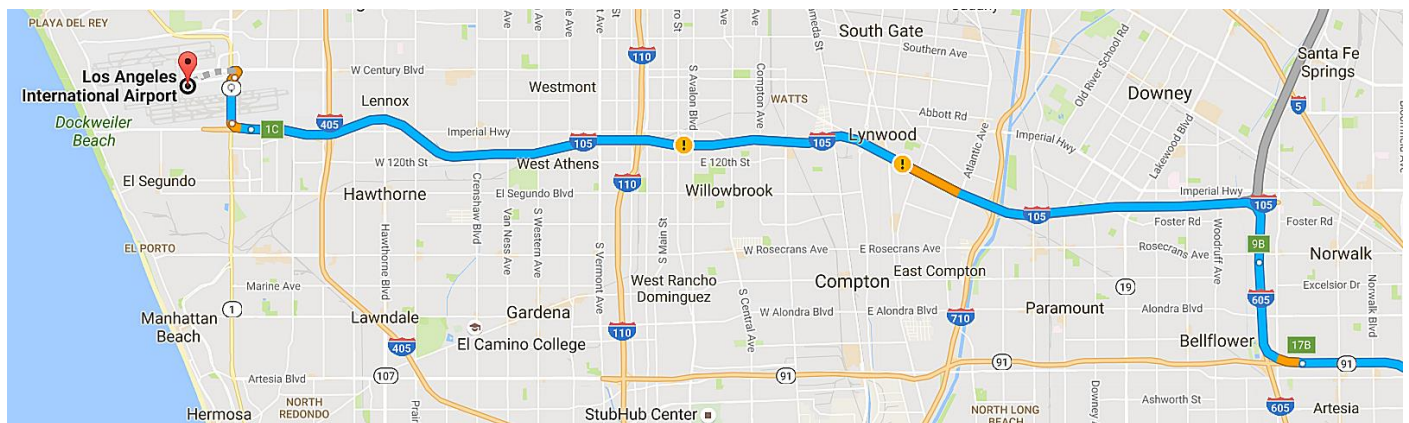 PLAYA DEL REY
Los Angeles
International Airport
Dockweiler
Beach
W Century Blvd
1C
405
Lennox
Imperial Hwy
W 120th St
El Segundo
Hawthorne
EL PORTO
Manhattan
Beach
1
Marine Ave
Lawndale
405
Hawthorne Blvd
Artesia Blvd
107
NORTH
REDONDO
Hermosa
Crenshaw Blvd
Van Ness Ave
S Western Ave
El Segundo Blvd
West Athens
Westmont
105
110
110
110
S Vermont Ave
S Main St
Gardena
El Camino College
S Avalon Blvd
Compton Ave
WATTS
E 120th St
Willowbrook
W Rosecrans Ave
West Rancho
Dominguez
S Central Ave
W Alondra Blvd
91
StubHub Center
South Gate
Southern Ave
Old River School Rd
Abbott Rd
Lynwood
105
Atlantic Ave
Imperial Hwy
Downey
Lakewood Blvd
E Rosecrans Ave
East Compton
Compton
E Alondra Blvd
710
105
91
NORTH LONG
BEACH
Paramount
19
Alondra Blvd
Foster Rd
Rosecrans Ave
Woodruff Ave
Imperial Hwy
105
Foster Rd
Santa Fe
Springs
5
9B
Norwalk
Excelsior Dr
Norwalk Blvd
605
Bellflower
17B
91
Ashworth St
605
Artesia